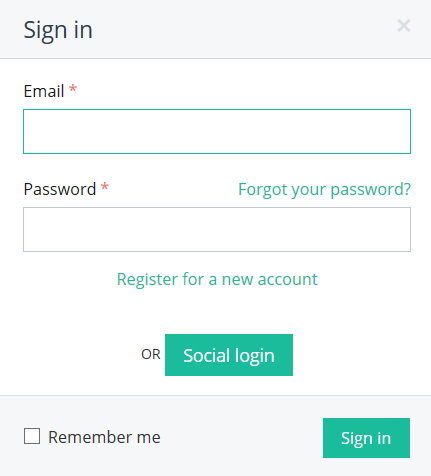 Sign in ×
Email *
Password * Forgot your password?
Register for a new account
OR Social login
Remember me Sign in